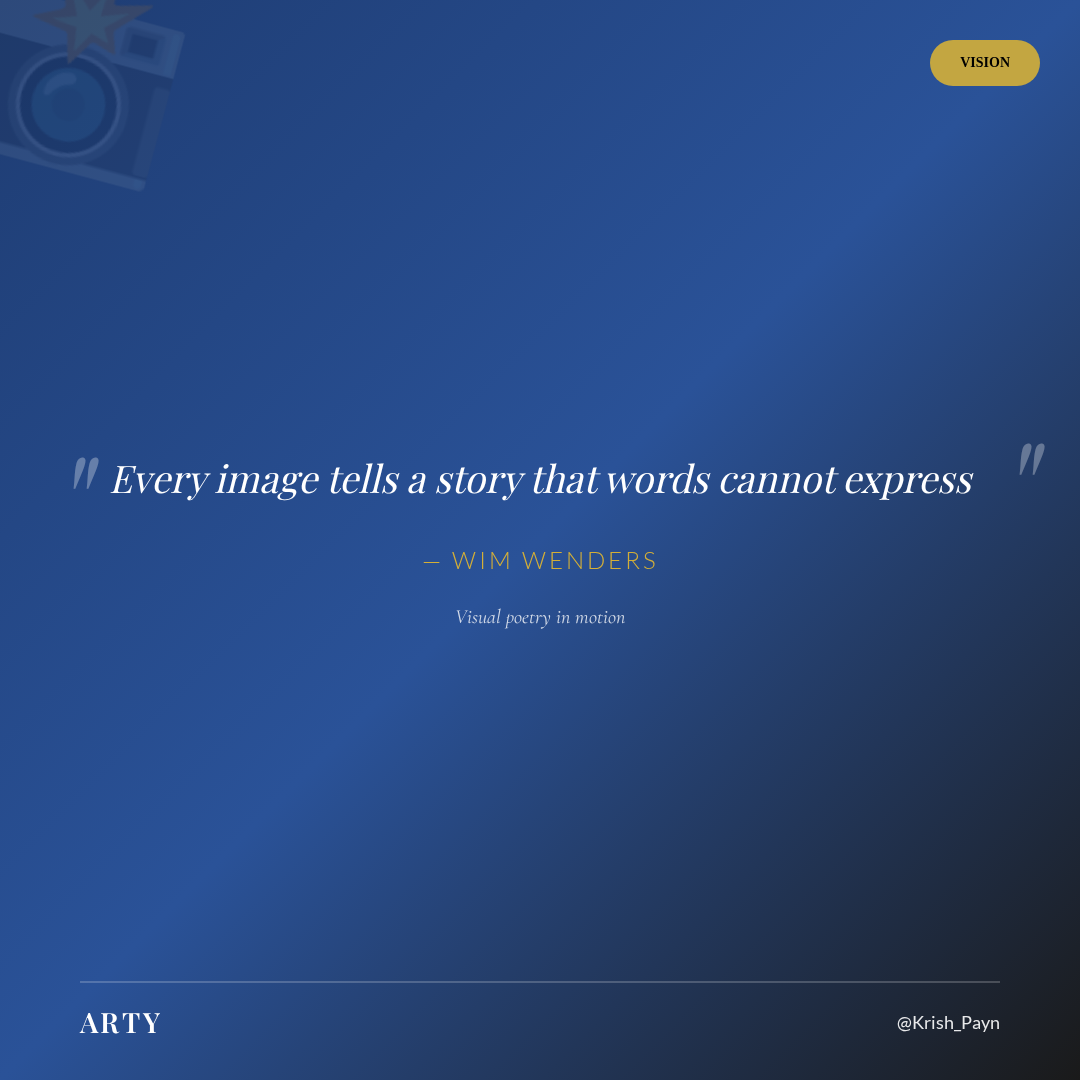 VISION
" Every image tells a story that words cannot express "
— WIM WENDERS
Visual poetry in motion
ARTY
@Krish_Payn